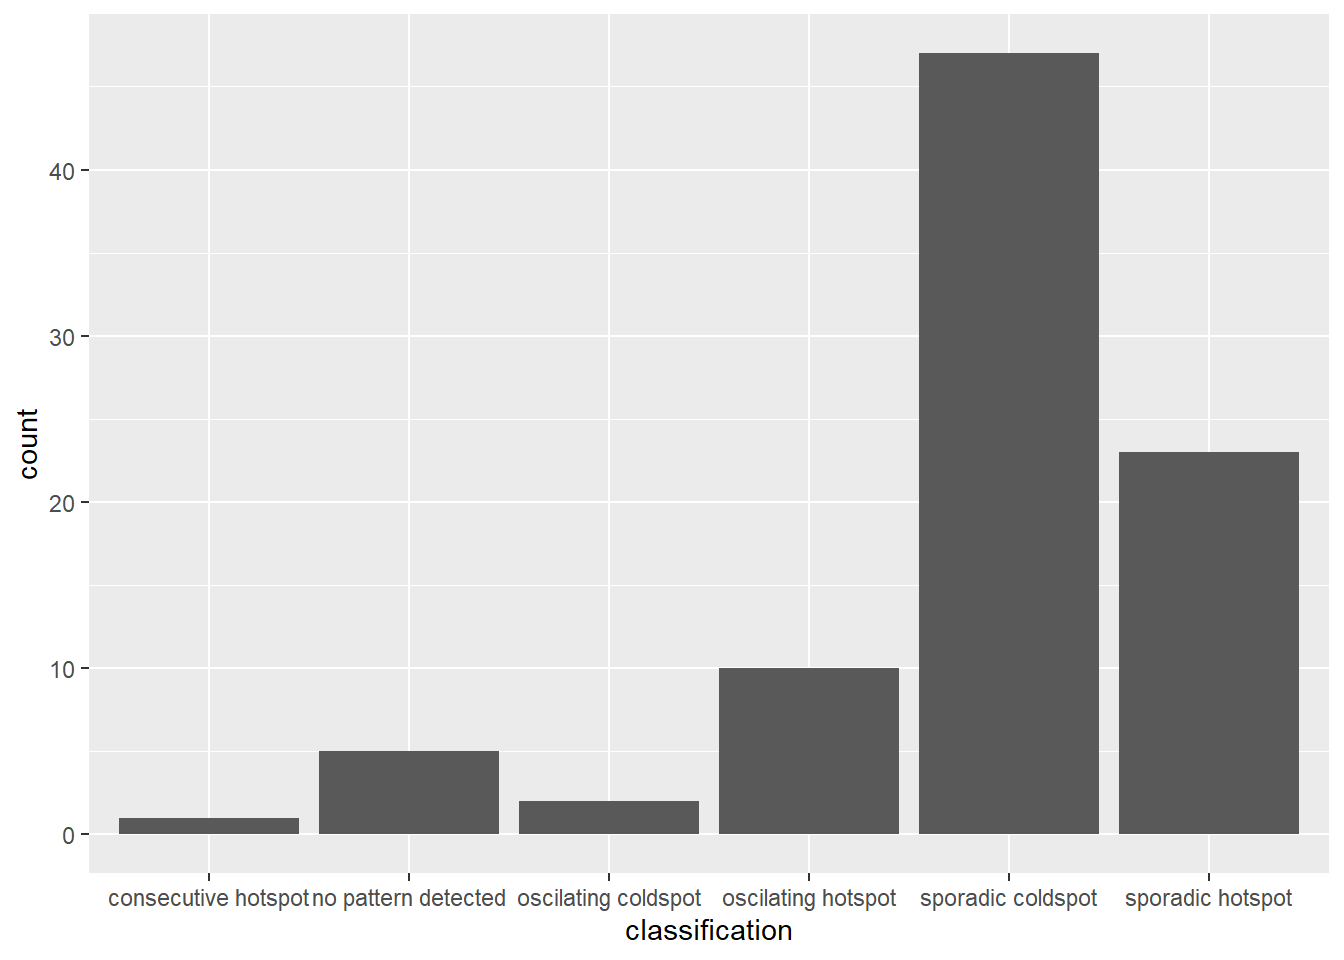 40
30
20
10
0
count
consecutive hotspot no pattern detected oscilating coldspot oscilating hotspot sporadic coldspot sporadic hotspot
classification